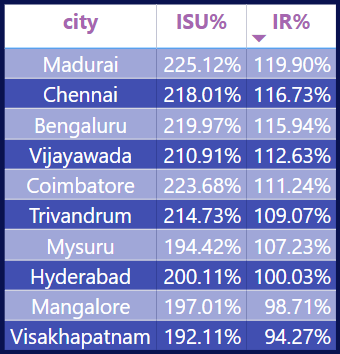 city ISU% IR%
Madurai 225.12% 119.90%
Chennai 218.01% 116.73%
Bengaluru 219.97% 115.94%
Vijayawada 210.91% 112.63%
Coimbatore 223.68% 111.24%
Trivandrum 214.73% 109.07%
Mysuru 194.42% 107.23%
Hyderabad 200.11% 100.03%
Mangalore 197.01% 98.71%
Visakhapatnam 192.11% 94.27%